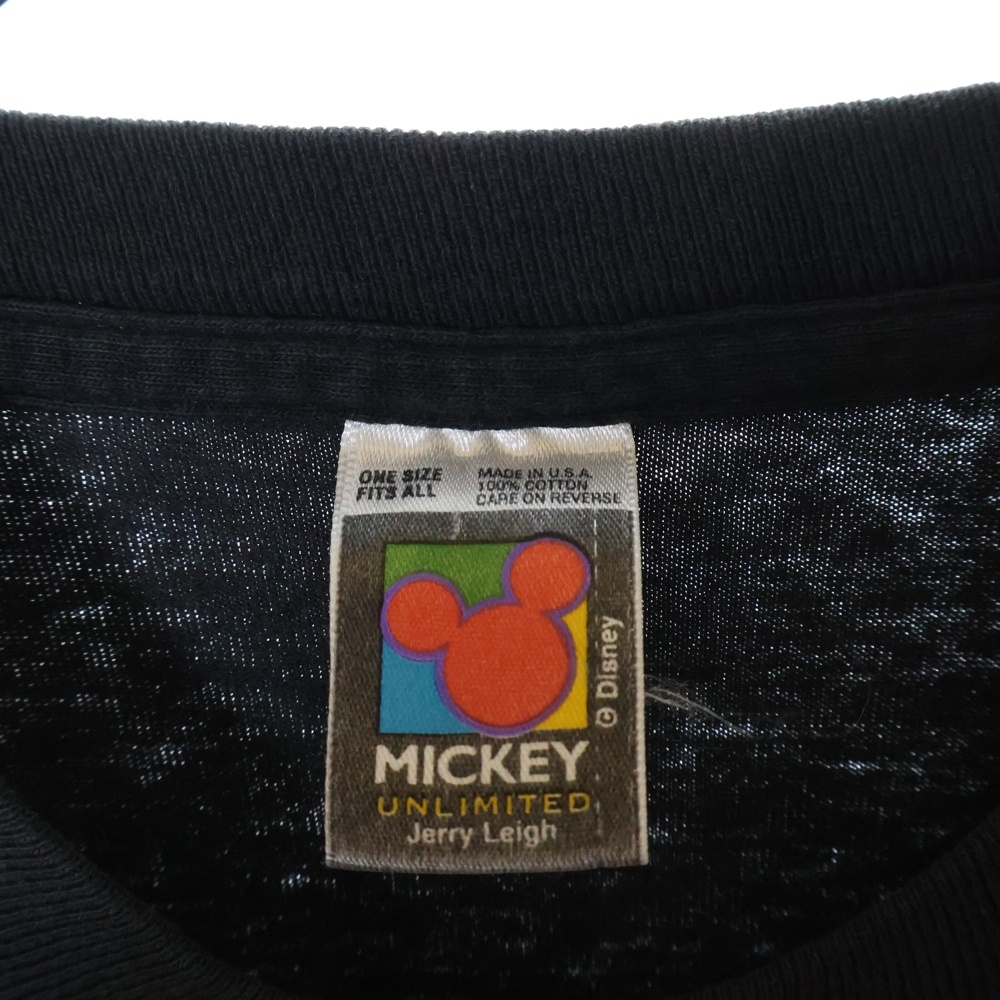 ONE SIZE
FITS ALL
MADE IN U.S.A.
100% COTTON
CARE ON REVERSE
© Disney
MICKEY
UNLIMITED
Jerry Leigh